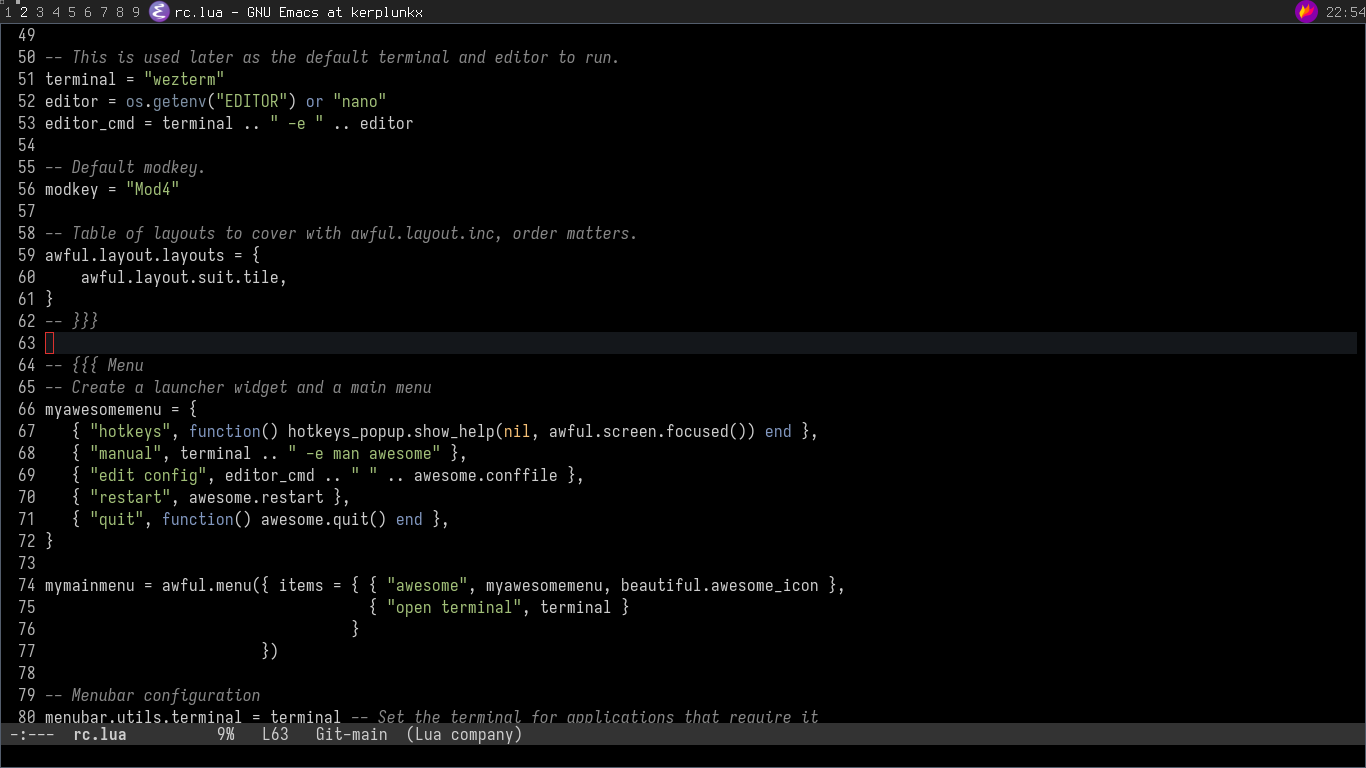 1 2 3 4 5 6 7 8 9 rc.lua - GNU Emacs at kerplunkx 22:54
49
50 -- This is used later as the default terminal and editor to run.
51 terminal = "wezterm"
52 editor = os.getenv("EDITOR") or "nano"
53 editor_cmd = terminal .. " -e " .. editor
54
55 -- Default modkey.
56 modkey = "Mod4"
57
58 -- Table of layouts to cover with awful.layout.inc, order matters.
59 awful.layout.layouts = {
60     awful.layout.suit.tile,
61 }
62 -- }}}
63
64 -- {{{ Menu
65 -- Create a launcher widget and a main menu
66 myawesomemenu = {
67    { "hotkeys", function() hotkeys_popup.show_help(nil, awful.screen.focused()) end },
68    { "manual", terminal .. " -e man awesome" },
69    { "edit config", editor_cmd .. " " .. awesome.conffile },
70    { "restart", awesome.restart },
71    { "quit", function() awesome.quit() end },
72 }
73
74 mymainmenu = awful.menu({ items = { { "awesome", myawesomemenu, beautiful.awesome_icon },
75                                     { "open terminal", terminal }
76                                   }
77                         })
78
79 -- Menubar configuration
80 menubar.utils.terminal = terminal -- Set the terminal for applications that require it
-:---  rc.lua          9%   L63   Git-main  (Lua company)